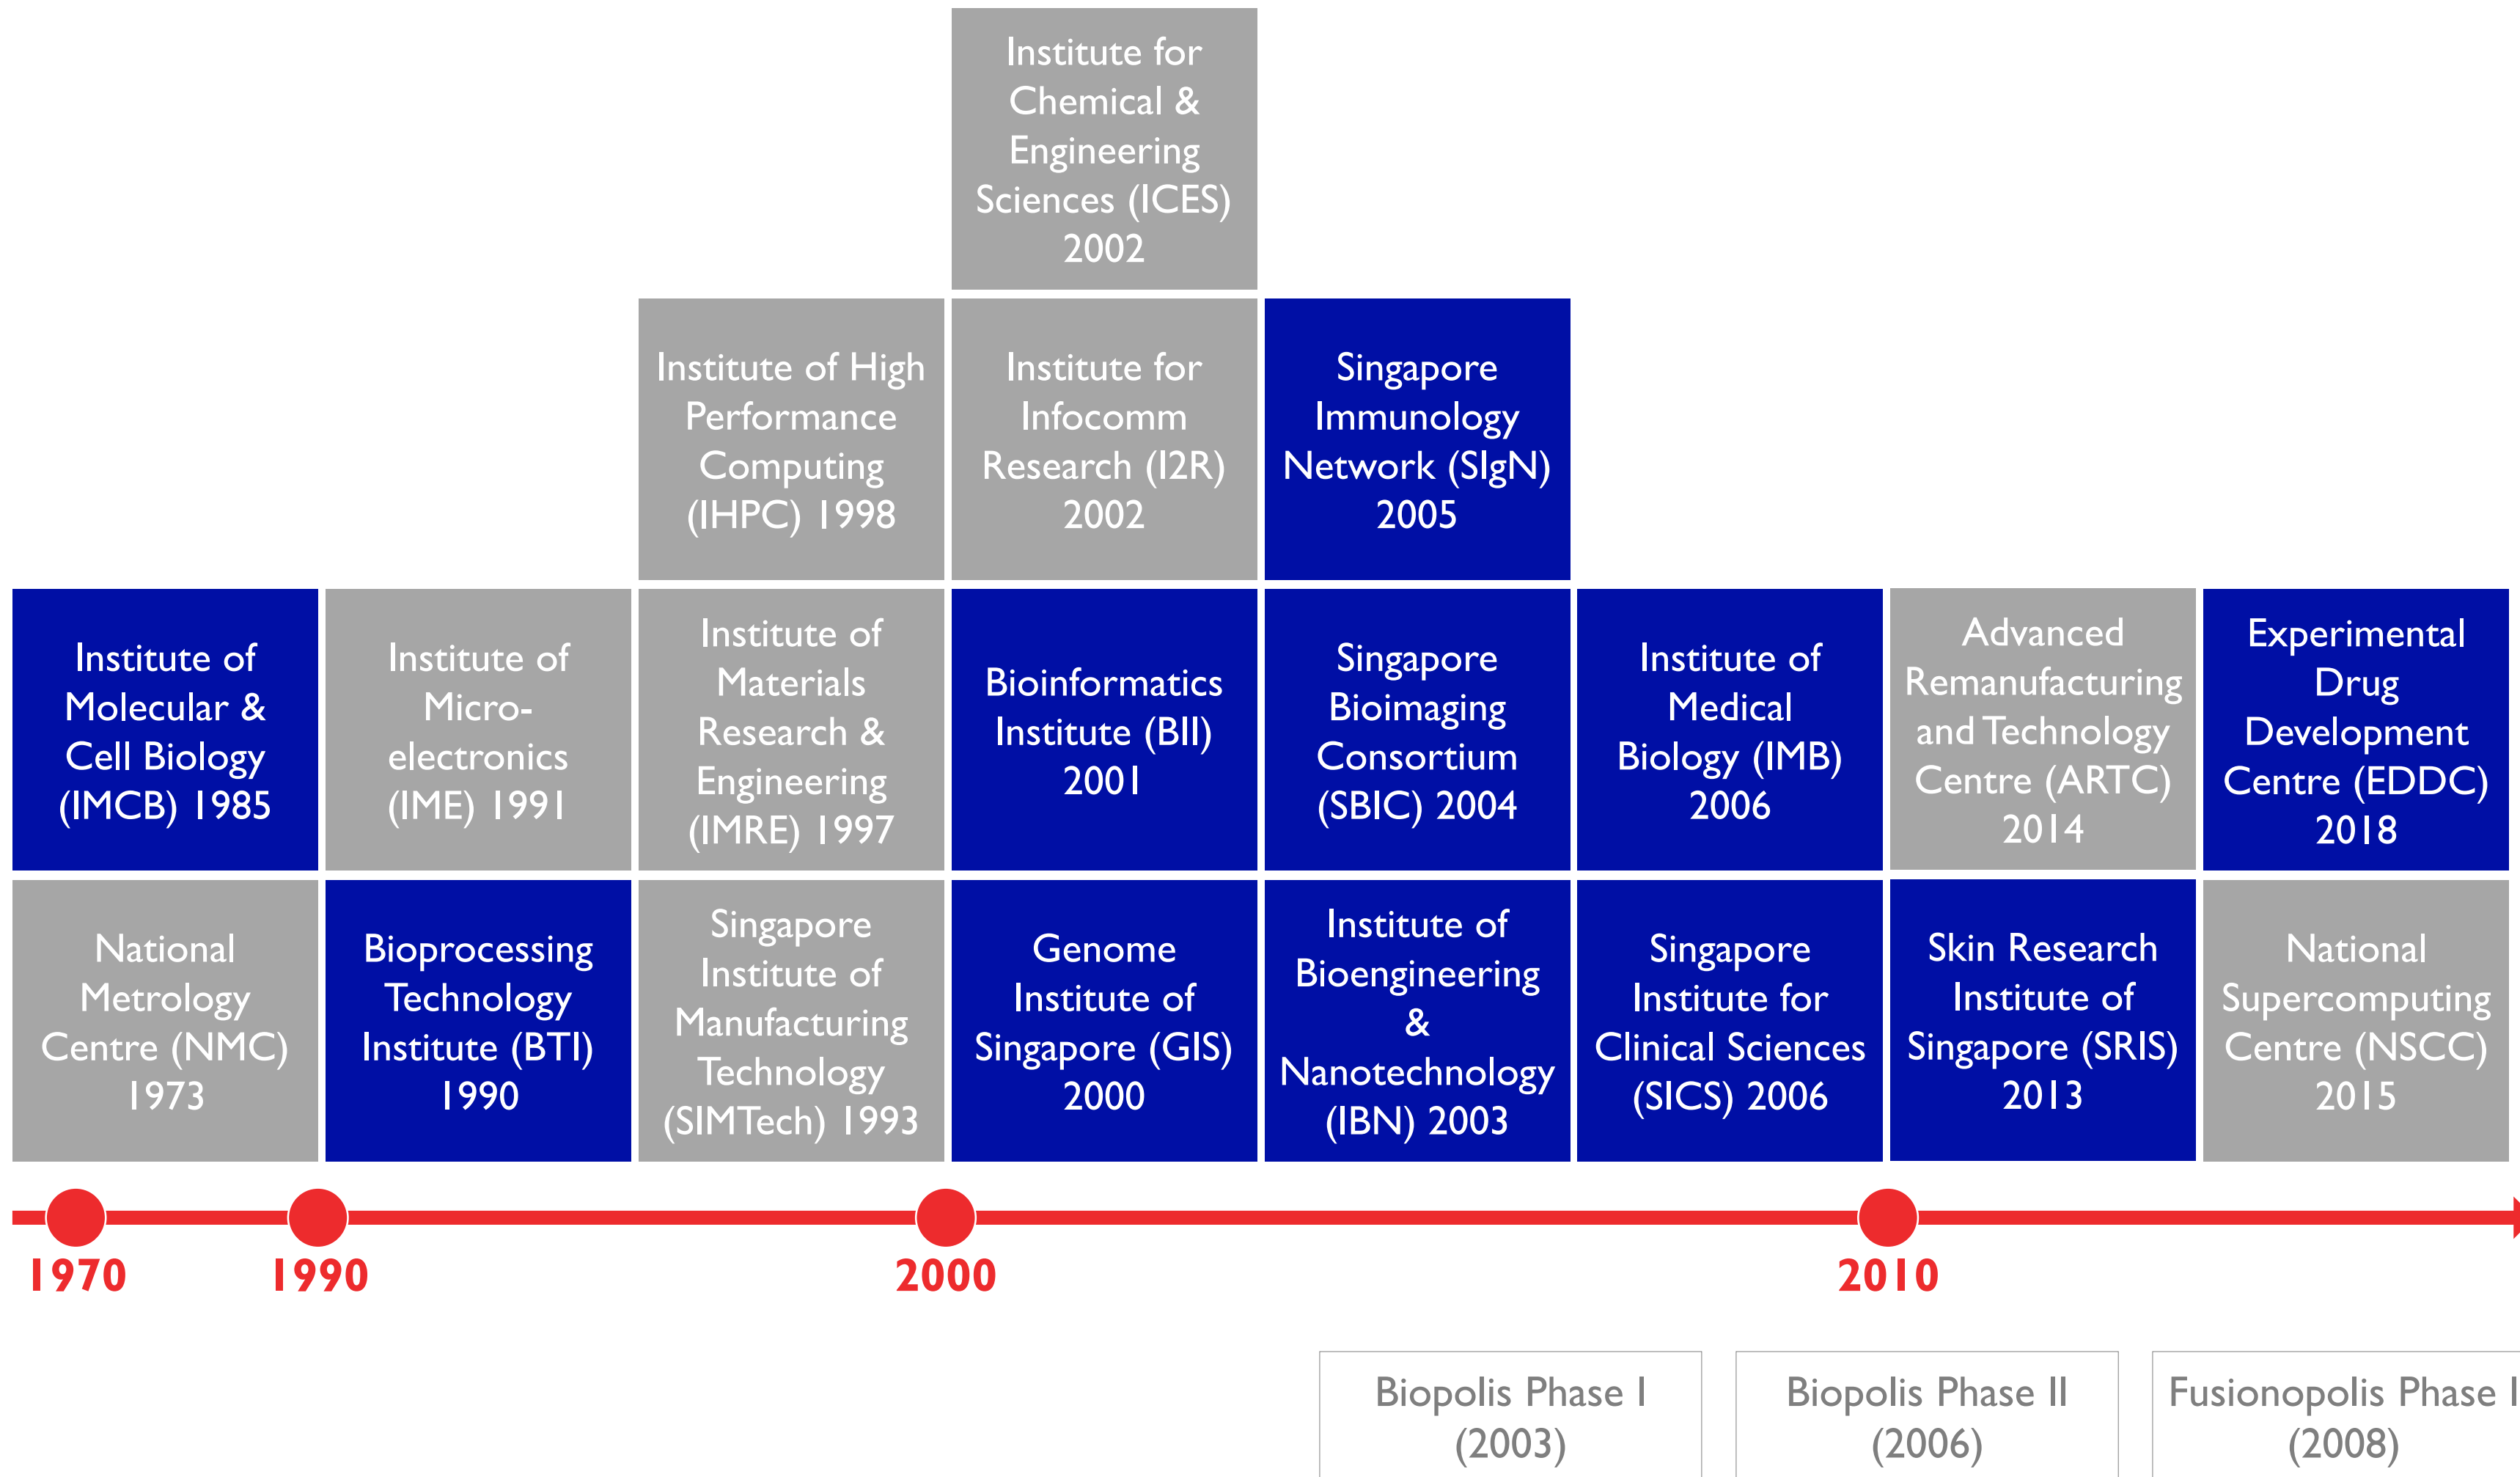 Institute for
Chemical &
Engineering
Sciences (ICES)
2002
Institute of High
Performance
Computing
(IHPC) 1998
Institute for
Infocomm
Research (I2R)
2002
Singapore
Immunology
Network (SIgN)
2005
Institute of
Molecular &
Cell Biology
(IMCB) 1985
Institute of
Micro-
electronics
(IME) 1991
Institute of
Materials
Research &
Engineering
(IMRE) 1997
Bioinformatics
Institute (BII)
2001
Singapore
Bioimaging
Consortium
(SBIC) 2004
Institute of
Medical
Biology (IMB)
2006
Advanced
Remanufacturing
and Technology
Centre (ARTC)
2014
Experimental
Drug
Development
Centre (EDDC)
2018
National
Metrology
Centre (NMC)
1973
Bioprocessing
Technology
Institute (BTI)
1990
Singapore
Institute of
Manufacturing
Technology
(SIMTech) 1993
Genome
Institute of
Singapore (GIS)
2000
Institute of
Bioengineering
&
Nanotechnology
(IBN) 2003
Singapore
Institute for
Clinical Sciences
(SICS) 2006
Skin Research
Institute of
Singapore (SRIS)
2013
National
Supercomputing
Centre (NSCC)
2015
1970
1990
2000
2010
Biopolis Phase I
(2003)
Biopolis Phase II
(2006)
Fusionopolis Phase I
(2008)